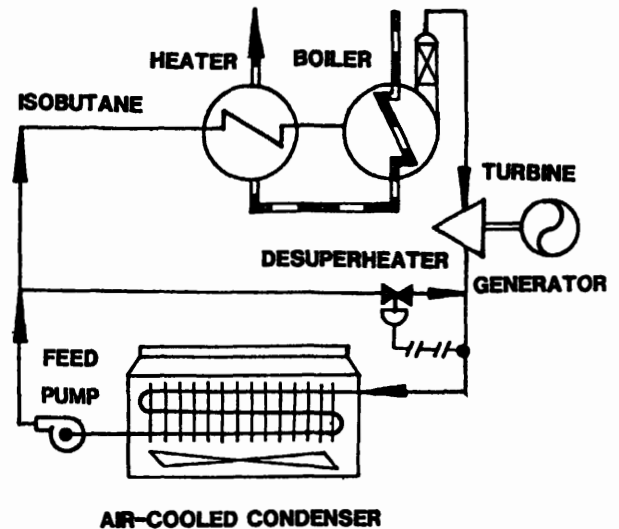 HEATER
BOILER
ISOBUTANE
TURBINE
DESUPERHEATER
GENERATOR
FEED
PUMP
AIR-COOLED CONDENSER